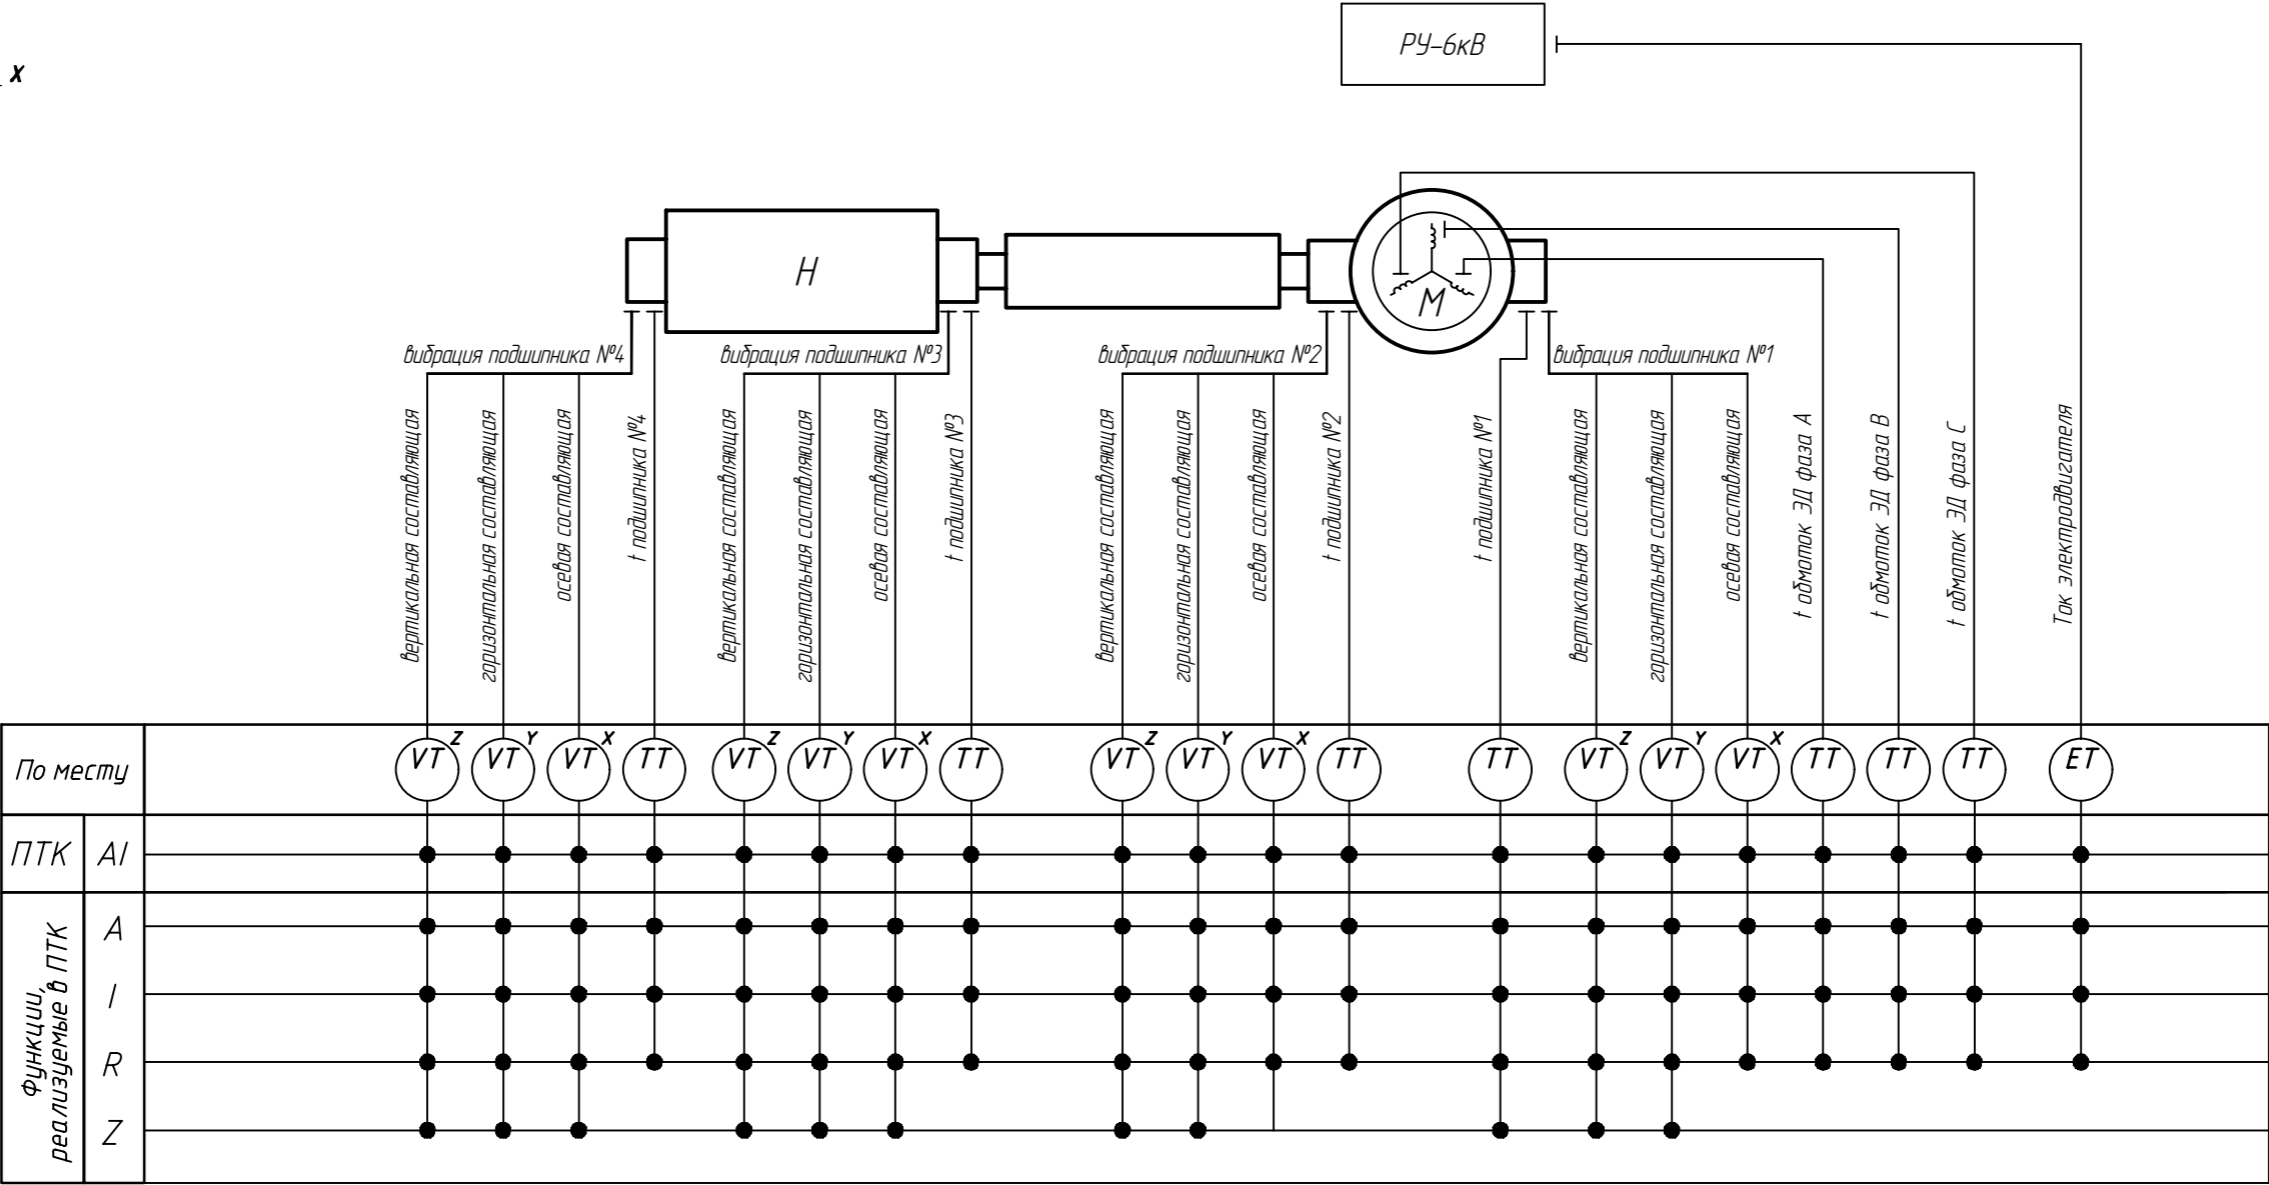 РУ-6кВ
X
Н
М
вибрация подшипника №4
вибрация подшипника №3
вибрация подшипника №2
вибрация подшипника №1
вертикальная составляющая
горизонтальная составляющая
осевая составляющая
t подшипника №4
вертикальная составляющая
горизонтальная составляющая
осевая составляющая
t подшипника №3
вертикальная составляющая
горизонтальная составляющая
осевая составляющая
t подшипника №2
t подшипника №1
вертикальная составляющая
горизонтальная составляющая
осевая составляющая
t обмоток ЭД фаза А
t обмоток ЭД фаза В
t обмоток ЭД фаза С
Ток электродвигателя
По месту
VT Z
VT Y
VT X
TT
VT Z
VT Y
VT X
TT
VT Z
VT Y
VT X
TT
TT
VT Z
VT Y
VT X
TT
TT
TT
ET
ПТК
AI
Функции,
реализуемые в ПТК
A
I
R
Z